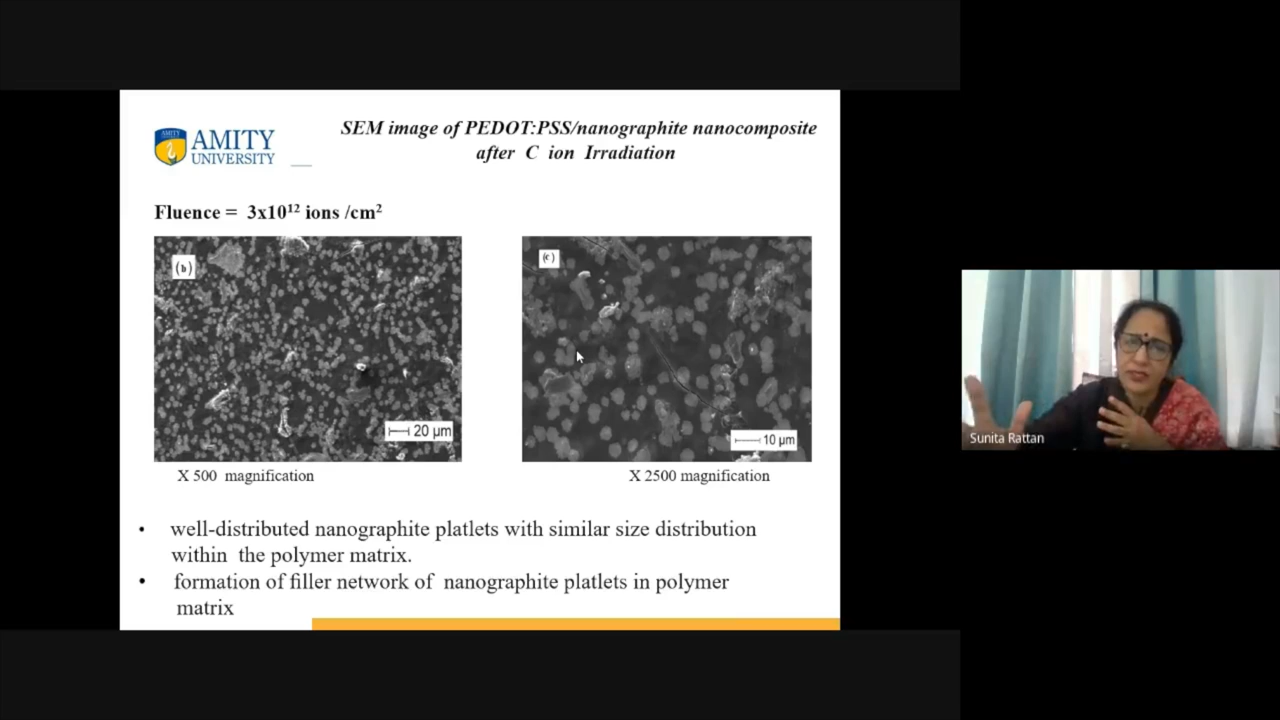 AMITY
AMITY
UNIVERSITY
SEM image of PEDOT:PSS/nanographite nanocomposite
after C ion Irradiation
Fluence = 3x10¹² ions /cm²
(b)
20 µm
(c)
10 µm
X 500 magnification
X 2500 magnification
• well-distributed nanographite platlets with similar size distribution
within the polymer matrix.
• formation of filler network of nanographite platlets in polymer
matrix
Sunita Rattan